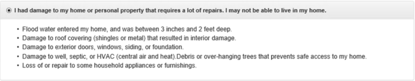 I had damage to my home or personal property that requires a lot of repairs. I may not be able to live in my home.
• Flood water entered my home, and was between 3 inches and 2 feet deep.
• Damage to roof covering (shingles or metal) that resulted in interior damage.
• Damage to exterior doors, windows, siding, or foundation.
• Damage to well, septic, or HVAC (central air and heat).Debris or over-hanging trees that prevents safe access to my home.
• Loss of or repair to some household appliances or furnishings.